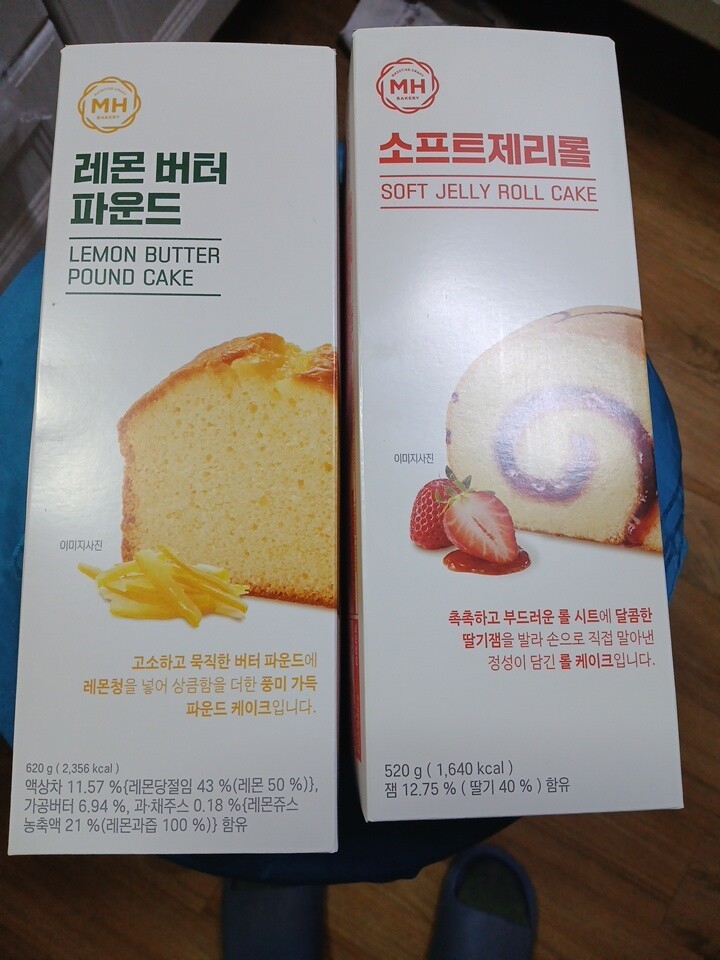 MH
BAKERY
레몬 버터
파운드
LEMON BUTTER
POUND CAKE
이미지사진
고소하고 묵직한 버터 파운드에
레몬청을 넣어 상큼함을 더한 풍미 가득
파운드 케이크입니다.
620 g ( 2,356 kcal )
액상차 11.57 %{레몬당절임 43 %(레몬 50 %)},
가공버터 6.94 %, 과·채주스 0.18 %{레몬쥬스
농축액 21 %(레몬과즙 100 %)} 함유
MH
BAKERY
소프트제리롤
SOFT JELLY ROLL CAKE
이미지사진
촉촉하고 부드러운 롤 시트에 달콤한
딸기잼을 발라 손으로 직접 말아낸
정성이 담긴 롤 케이크입니다.
520 g ( 1,640 kcal )
잼 12.75 % ( 딸기 40 % ) 함유